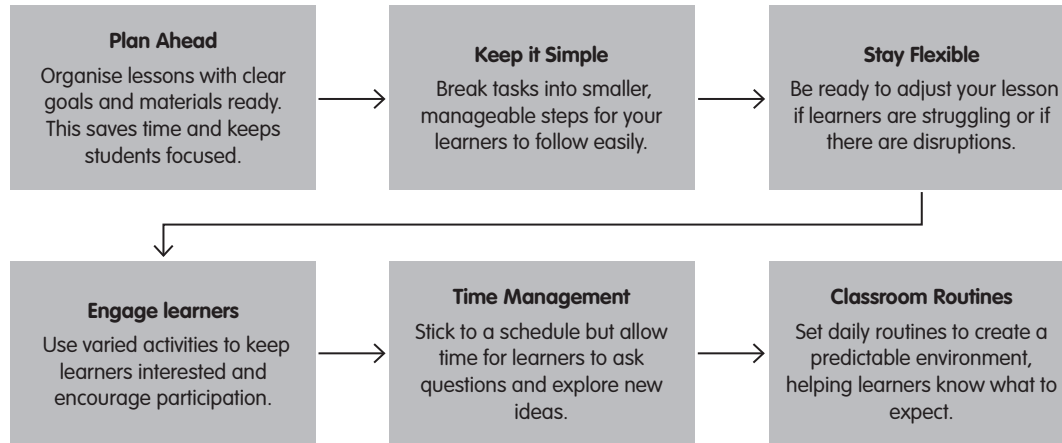 Plan Ahead
Organise lessons with clear
goals and materials ready.
This saves time and keeps
students focused.
Keep it Simple
Break tasks into smaller,
manageable steps for your
learners to follow easily.
Stay Flexible
Be ready to adjust your lesson
if learners are struggling or if
there are disruptions.
Engage learners
Use varied activities to keep
learners interested and
encourage participation.
Time Management
Stick to a schedule but allow
time for learners to ask
questions and explore new
ideas.
Classroom Routines
Set daily routines to create a
predictable environment,
helping learners know what to
expect.